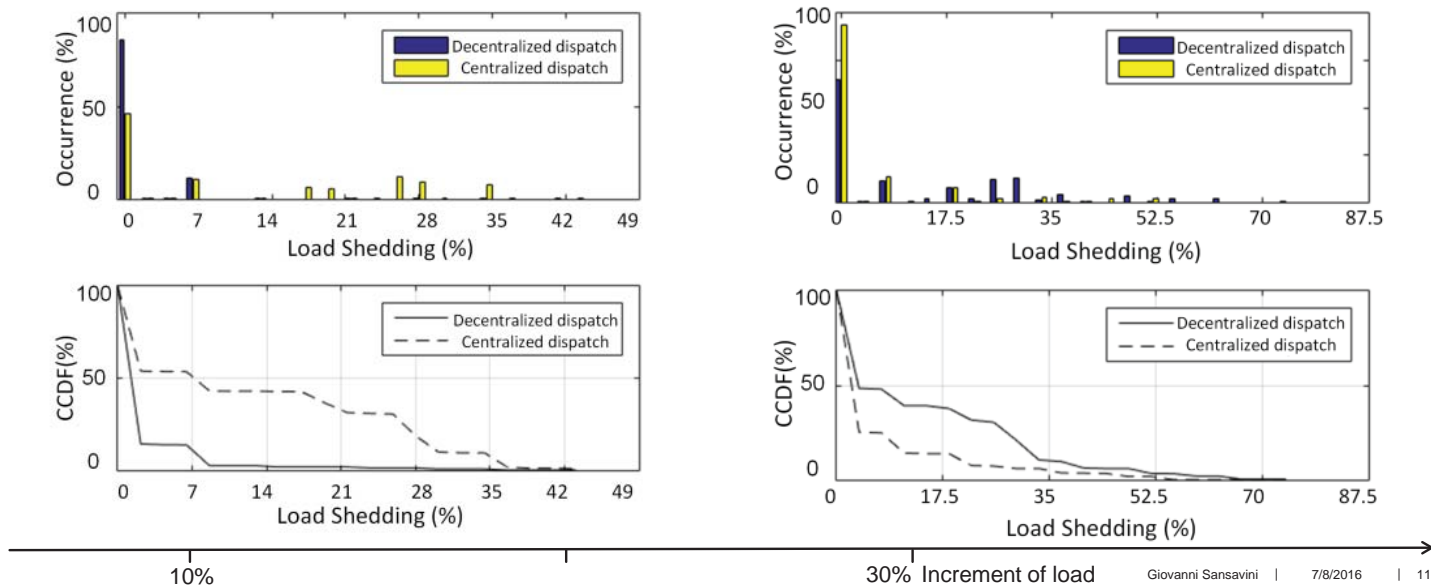 100
50
0
Occurrence (%)
Decentralized dispatch
Centralized dispatch
0 7 14 21 28 35 42 49
Load Shedding (%)
100
50
0
Occurrence (%)
Decentralized dispatch
Centralized dispatch
0 17.5 35 52.5 70 87.5
Load Shedding (%)
100
50
0
CCDF(%)
Decentralized dispatch
Centralized dispatch
0 7 14 21 28 35 42 49
Load Shedding (%)
100
50
0
CCDF(%)
Decentralized dispatch
Centralized dispatch
0 17.5 35 52.5 70 87.5
Load Shedding (%)
10%
30% Increment of load
Giovanni Sansavini | 7/8/2016 | 11